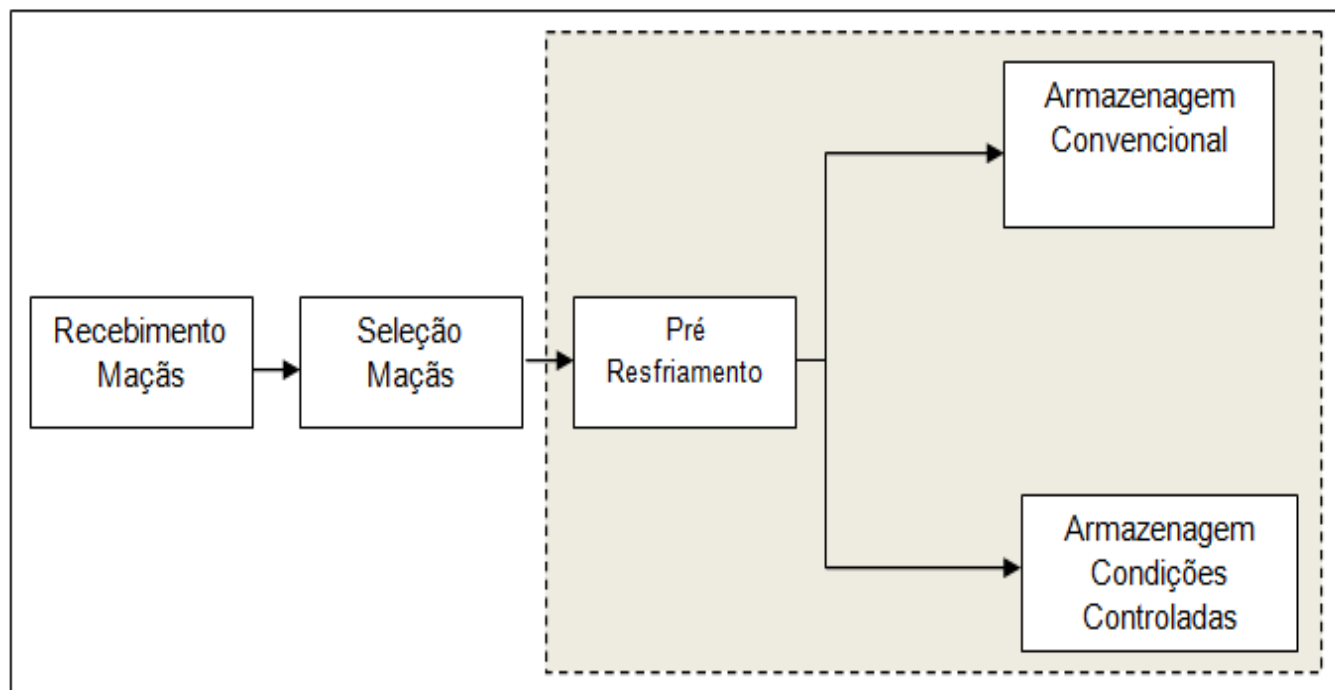 Recebimento
Maçãs
Seleção
Maçãs
Pré
Resfriamento
Armazenagem
Convencional
Armazenagem
Condições
Controladas